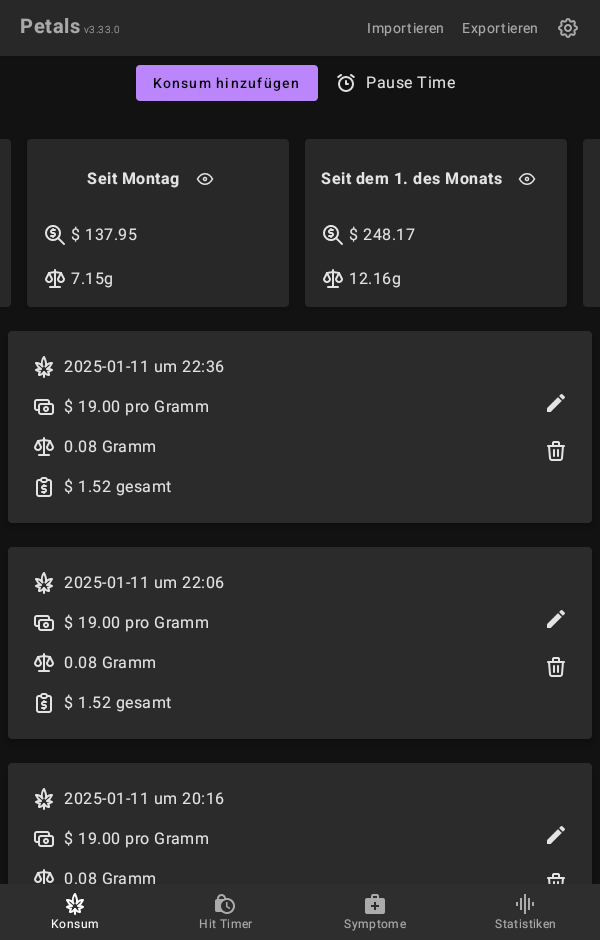 Petals v3.33.0
Importieren
Exportieren
Konsum hinzufügen
Pause Time
Seit Montag
$ 137.95
7.15g
Seit dem 1. des Monats
$ 248.17
12.16g
2025-01-11 um 22:36
$ 19.00 pro Gramm
0.08 Gramm
$ 1.52 gesamt
2025-01-11 um 22:06
$ 19.00 pro Gramm
0.08 Gramm
$ 1.52 gesamt
2025-01-11 um 20:16
$ 19.00 pro Gramm
0.08 Gramm
Konsum
Hit Timer
Symptome
Statistiken